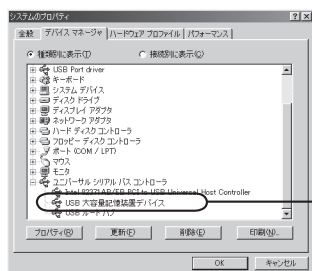 システムのプロパティ
全般 デバイス マネージャ ハードウェア プロファイル パフォーマンス
種類別に表示(T) 接続別に表示(C)
USB Port driver
キーボード
システム デバイス
ディスク ドライブ
ディスプレイ アダプタ
ネットワーク アダプタ
ハード ディスク コントローラ
フロッピー ディスク コントローラ
ポート (COM / LPT)
マウス
モニタ
ユニバーサル シリアル バス コントローラ
Intel 82371AB/EB PCI to USB Universal Host Controller
USB 大容量記憶装置デバイス
USB ルート ハブ
プロパティ(R) 更新(F) 削除(E) 印刷(N)...
OK キャンセル